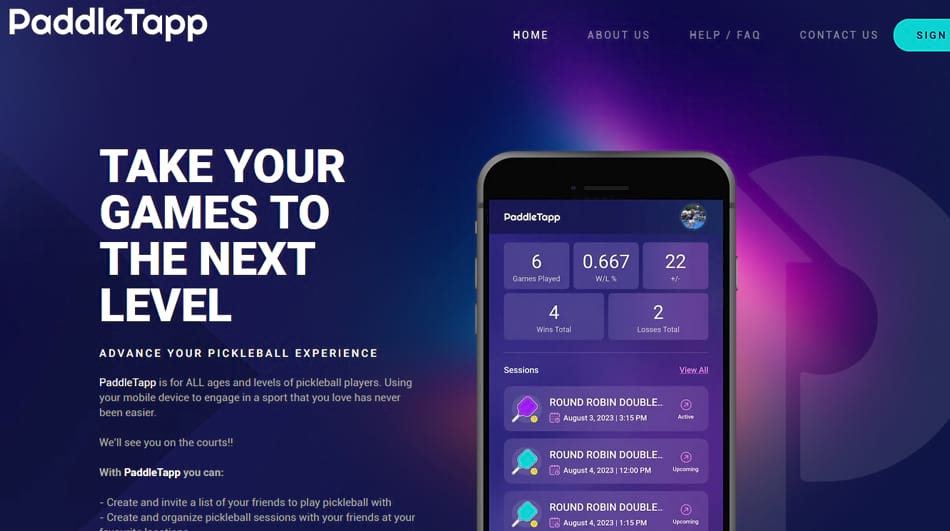 PaddleTapp
HOME ABOUT US HELP / FAQ CONTACT US SIGN
TAKE YOUR
GAMES TO
THE NEXT
LEVEL
ADVANCE YOUR PICKLEBALL EXPERIENCE
PaddleTapp is for ALL ages and levels of pickleball players. Using
your mobile device to engage in a sport that you love has never
been easier.
We'll see you on the courts!!
With PaddleTapp you can:
- Create and invite a list of your friends to play pickleball with
- Create and organize pickleball sessions with your friends at your
favourite locations
PaddleTapp
6 0.667 22
Games Played W/L % +/-
4 2
Wins Total Losses Total
Sessions View All
ROUND ROBIN DOUBLE..
August 3, 2023 | 3:15 PM Active
ROUND ROBIN DOUBLE..
August 4, 2023 | 12:00 PM Upcoming
ROUND ROBIN DOUBLE..
August 4, 2023 | 1:15 PM Upcoming